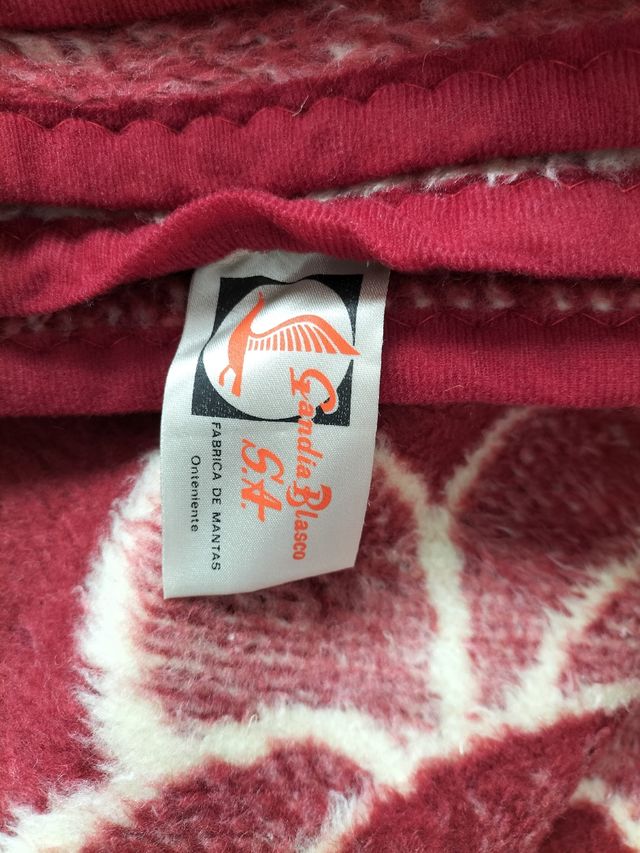 Gandia Blasco
S.A.
FABRICA DE MANTAS
Onteniente